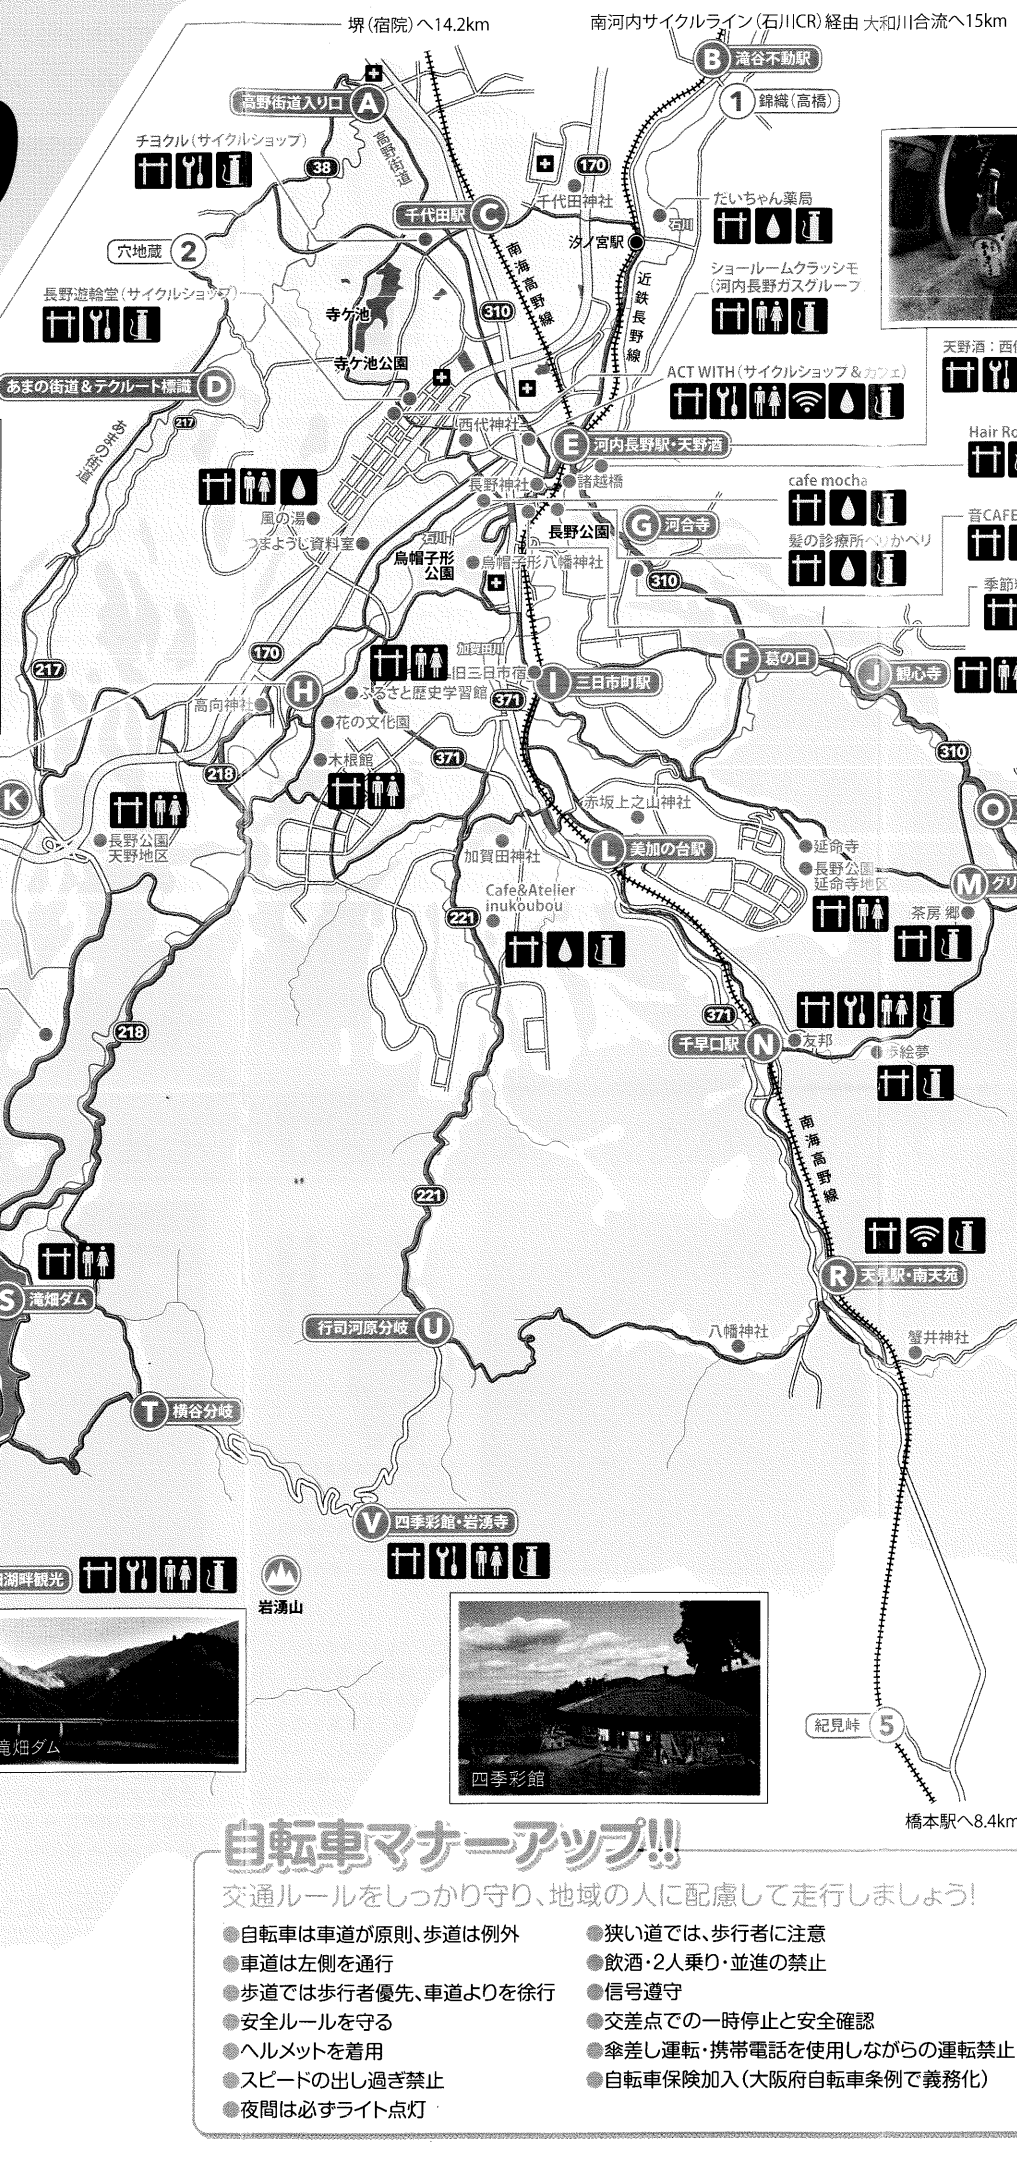 堺(宿院)へ14.2km
南河内サイクルライン(石川CR)経由 大和川合流へ15km
B 滝谷不動駅
1 錦織(高橋)
高野街道入り口 A
高野街道
チヨクル(サイクルショップ)
38
170
千代田神社
千代田駅 C
だいちゃん薬局
石川
汐ノ宮駅
穴地蔵 2
南海高野線
近鉄長野線
ショールームクラッシモ
(河内長野ガスグループ
長野遊輪堂(サイクルショップ)
寺ケ池
310
寺ケ池公園
天野酒:西
ACT WITH(サイクルショップ&カフェ)
あまの街道&テクルート標識 D
217
あまの街道
西代神社
E 河内長野駅・天野酒
Hair Ro
長野神社
諸越橋
cafe mocha
風の湯
つまようじ資料室
石川
長野公園
G 河合寺
音CAFE
髪の診療所ぺりかぺり
烏帽子形
公園
烏帽子形八幡神社
310
季節
217
170
加賀田川
旧三日市宿
I 三日市町駅
F 葛の口
J 観心寺
H
ふるさと歴史学習館
高向神社
371
花の文化園
310
木根館
218
371
K
O
赤坂上之山神社
長野公園
天野地区
加賀田神社
L 美加の台駅
延命寺
長野公園
延命寺地区
M グリ
Cafe&Atelier
inukoubou
221
茶房 郷
218
371
千早口駅 N
友邦
歩絵夢
南海高野線
221
R 天見駅・南天苑
S 滝畑ダム
行司河原分岐 U
八幡神社
蟹井神社
T 横谷分岐
V 四季彩館・岩湧寺
湖畔観光
岩湧山
滝畑ダム
四季彩館
紀見峠 5
橋本駅へ8.4km
自転車マナーアップ!!
交通ルールをしっかり守り、地域の人に配慮して走行しましょう!
●自転車は車道が原則、歩道は例外
●車道は左側を通行
●歩道では歩行者優先、車道よりを徐行
●安全ルールを守る
●ヘルメットを着用
●スピードの出し過ぎ禁止
●夜間は必ずライト点灯
●狭い道では、歩行者に注意
●飲酒・2人乗り・並進の禁止
●信号遵守
●交差点での一時停止と安全確認
●傘差し運転・携帯電話を使用しながらの運転禁止
●自転車保険加入(大阪府自転車条例で義務化)